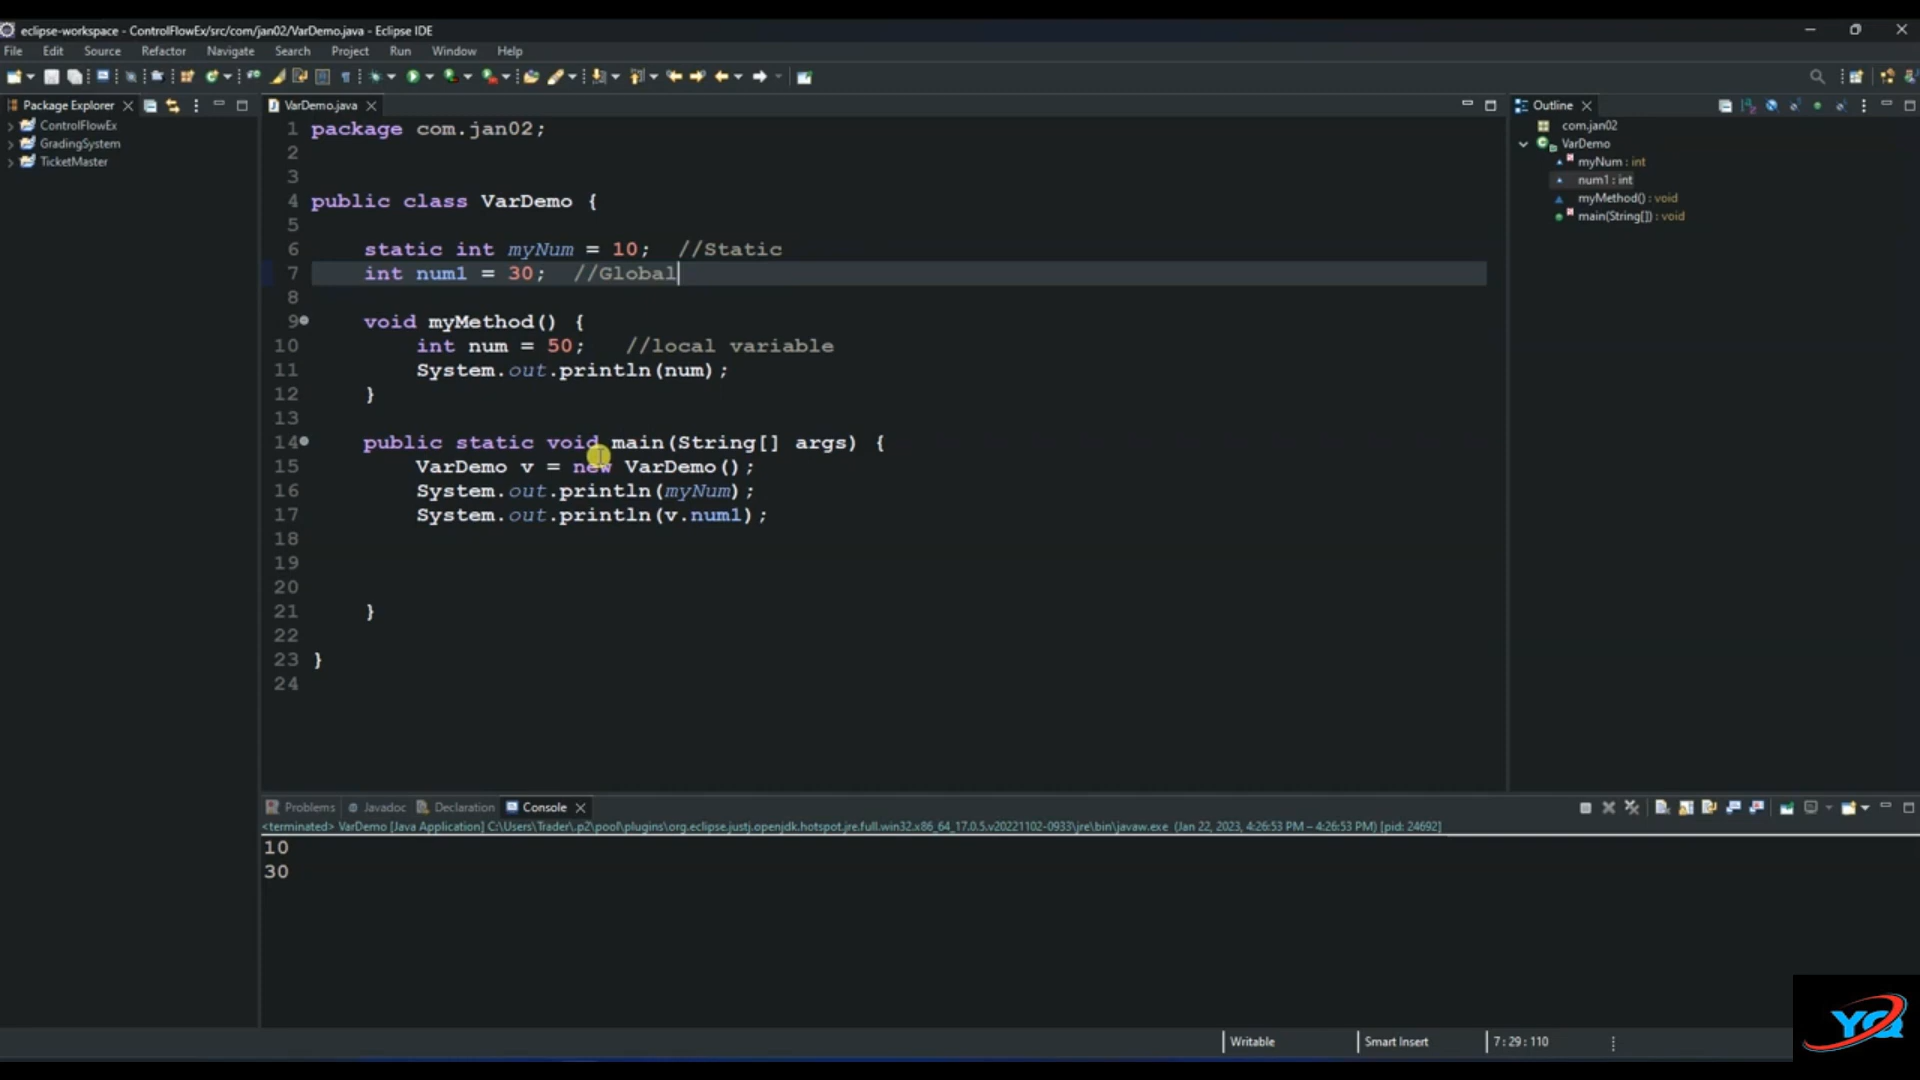 eclipse-workspace - ControlFlowEx/src/com/jan02/VarDemo.java - Eclipse IDE
File Edit Source Refactor Navigate Search Project Run Window Help
Package Explorer
ControlFlowEx
GradingSystem
TicketMaster
VarDemo.java
1 package com.jan02;
2
3
4 public class VarDemo {
5
6 static int myNum = 10; //Static
7 int num1 = 30; //Global
8
9 void myMethod() {
10 int num = 50; //local variable
11 System.out.println(num);
12 }
13
14 public static void main(String[] args) {
15 VarDemo v = new VarDemo();
16 System.out.println(myNum);
17 System.out.println(v.num1);
18
19
20
21 }
22
23 }
24
Outline
com.jan02
VarDemo
myNum : int
num1 : int
myMethod() : void
main(String[]) : void
Problems Javadoc Declaration Console
<terminated> VarDemo [Java Application] C:\Users\Trader\.p2\pool\plugins\org.eclipse.justj.openjdk.hotspot.jre.full.win32.x86_64_17.0.5.v20221102-0933\jre\bin\javaw.exe (Jan 22, 2023, 4:26:53 PM – 4:26:53 PM) [pid: 24692]
10
30
Writable Smart Insert 7 : 29 : 110
YQ